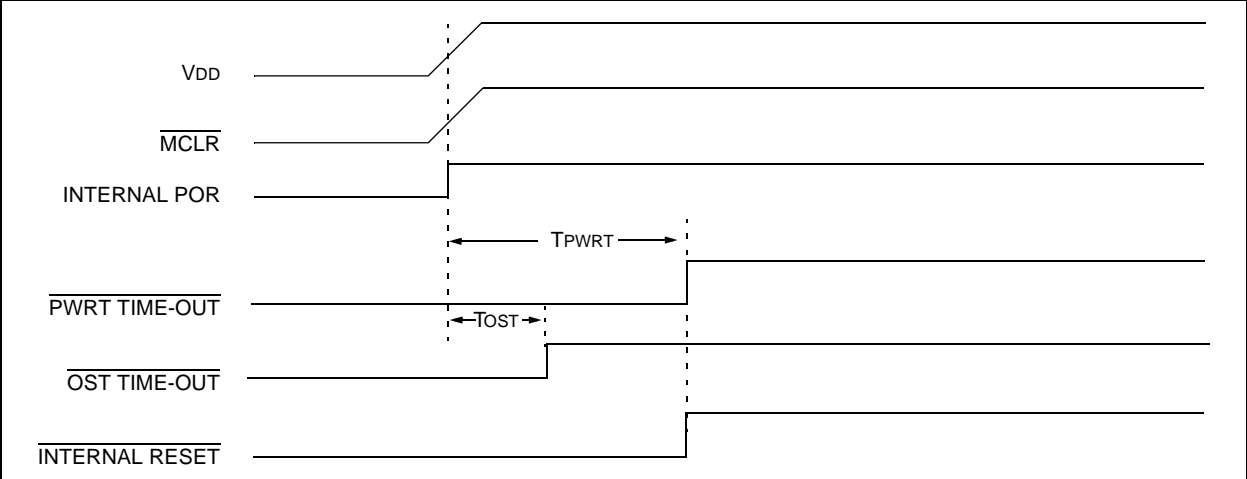 VDD
MCLR
INTERNAL POR
TPWRT
PWRT TIME-OUT
TOST
OST TIME-OUT
INTERNAL RESET